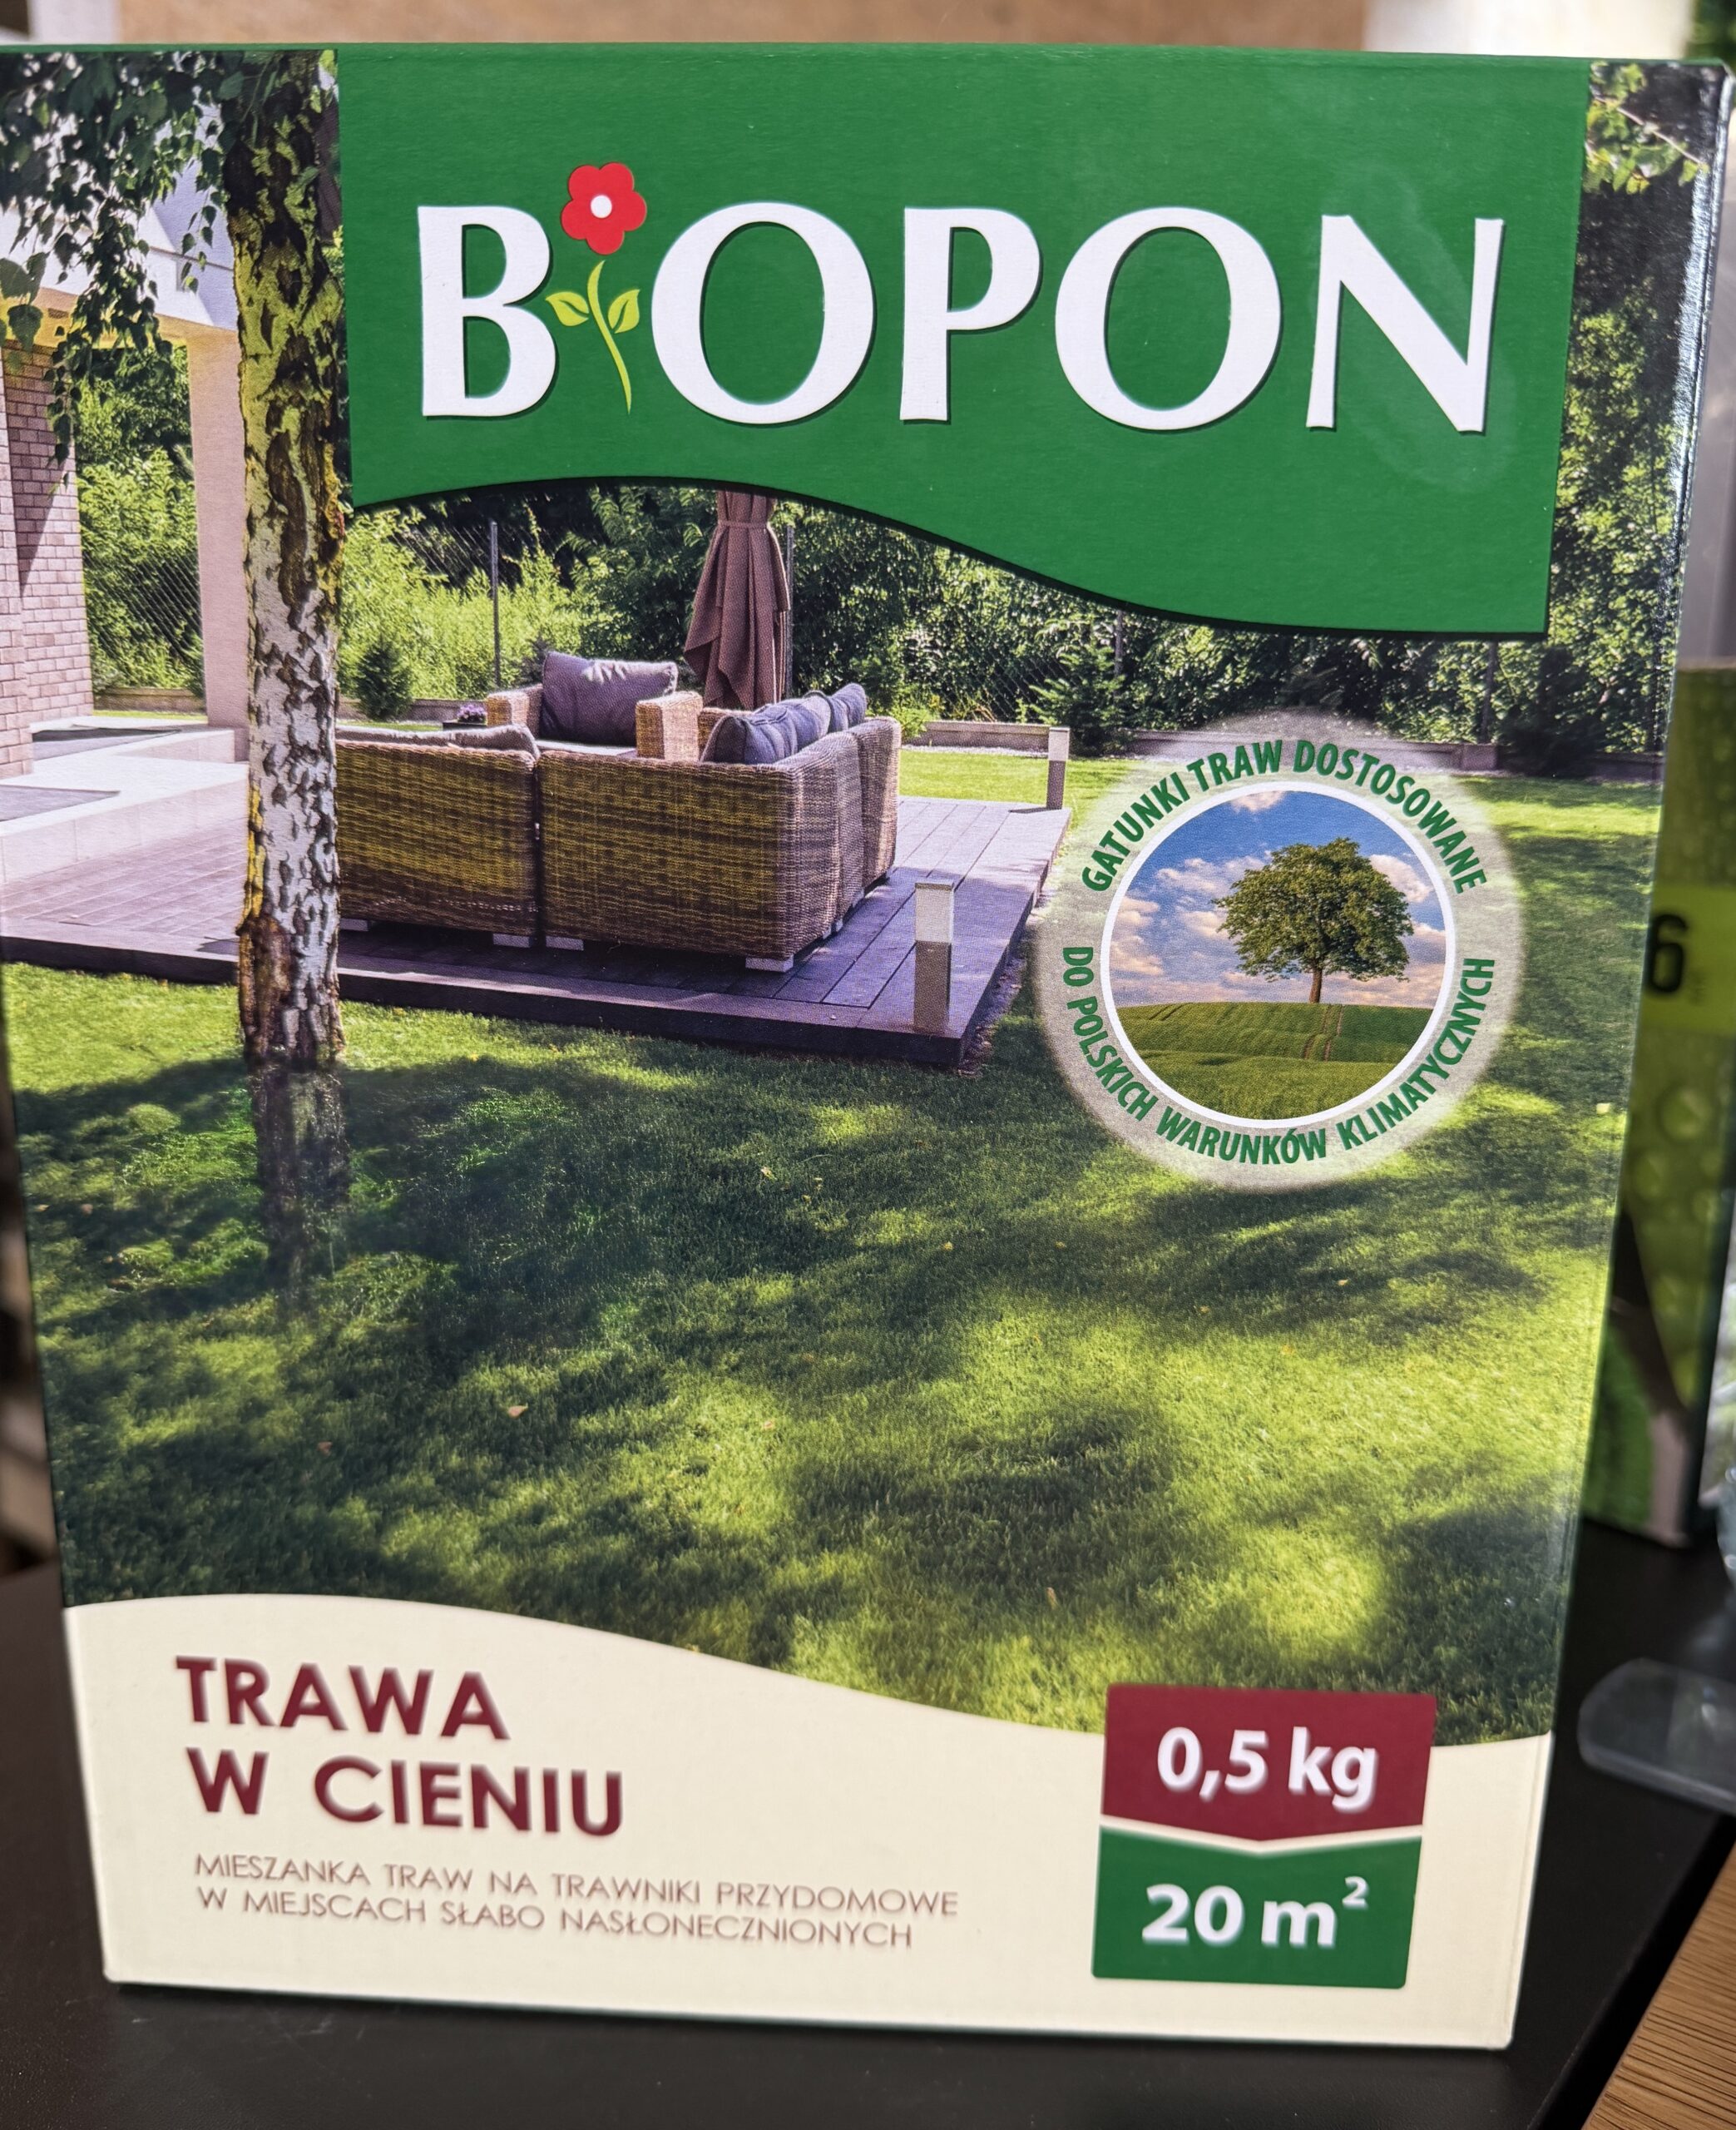 BIOPON
GATUNKI TRAW DOSTOSOWANE
DO POLSKICH WARUNKÓW KLIMATYCZNYCH
6
TRAWA
W CIENIU
MIESZANKA TRAW NA TRAWNIKI PRZYDOMOWE
W MIEJSCACH SŁABO NASŁONECZNIONYCH
0,5 kg
20 m²